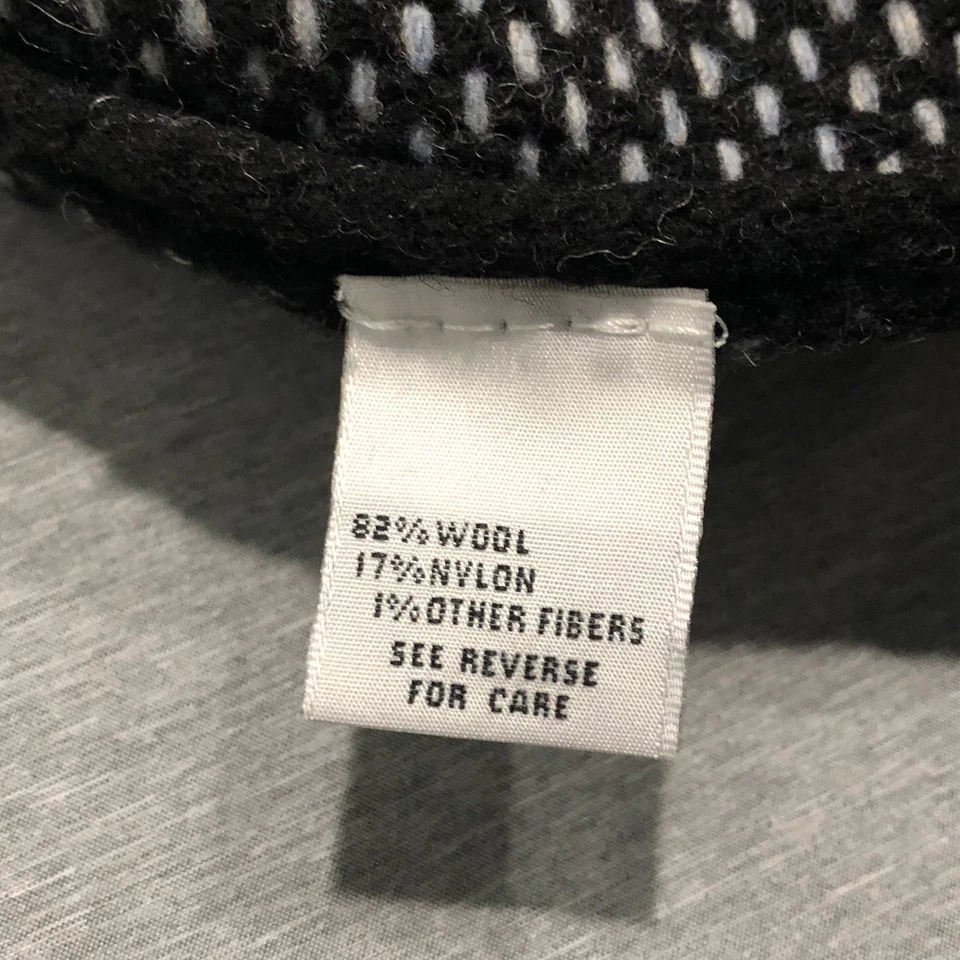 82% WOOL
17% NYLON
1% OTHER FIBERS
SEE REVERSE
FOR CARE